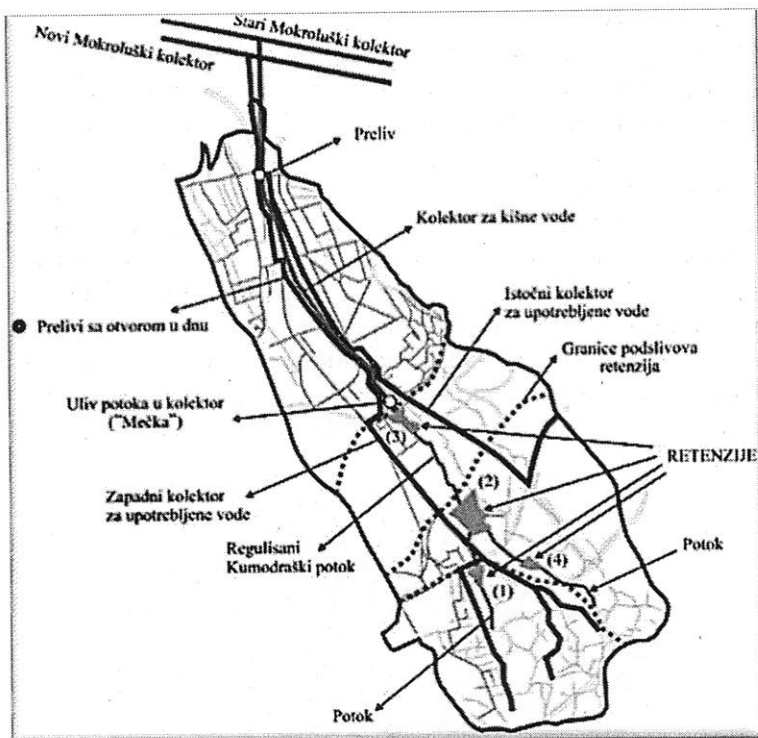 Stari Mokroluški kolektor
Novi Mokroluški kolektor
Preliv
Kolektor za kišne vode
Istočni kolektor
za upotrebljene vode
Prelivi sa otvorom u dnu
Granice podslivova
retenzija
Uliv potoka u kolektor
("Mečka")
(3)
RETENZIJE
(2)
Zapadni kolektor
za upotrebljene vode
Regulisani
Kumodraški potok
(4)
Potok
(1)
Potok